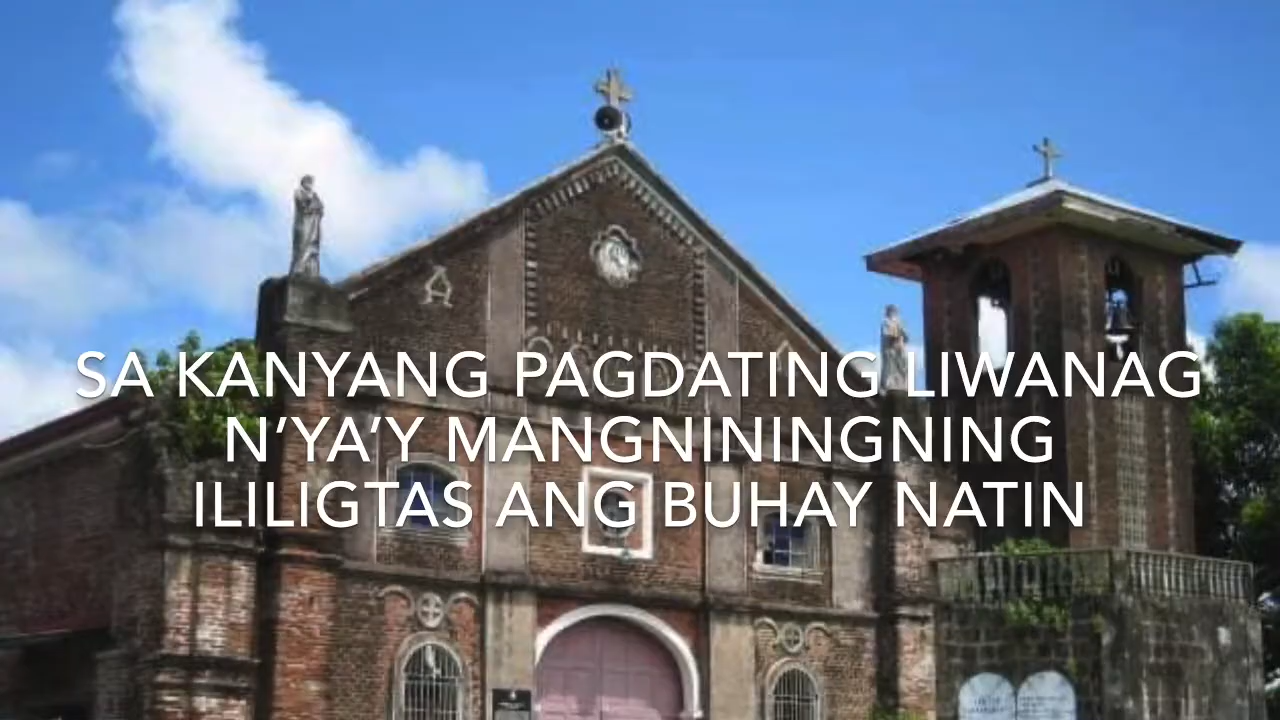 SA KANYANG PAGDATING LIWANAG
N'YA'Y MANGNININGNING
ILILIGTAS ANG BUHAY NATIN